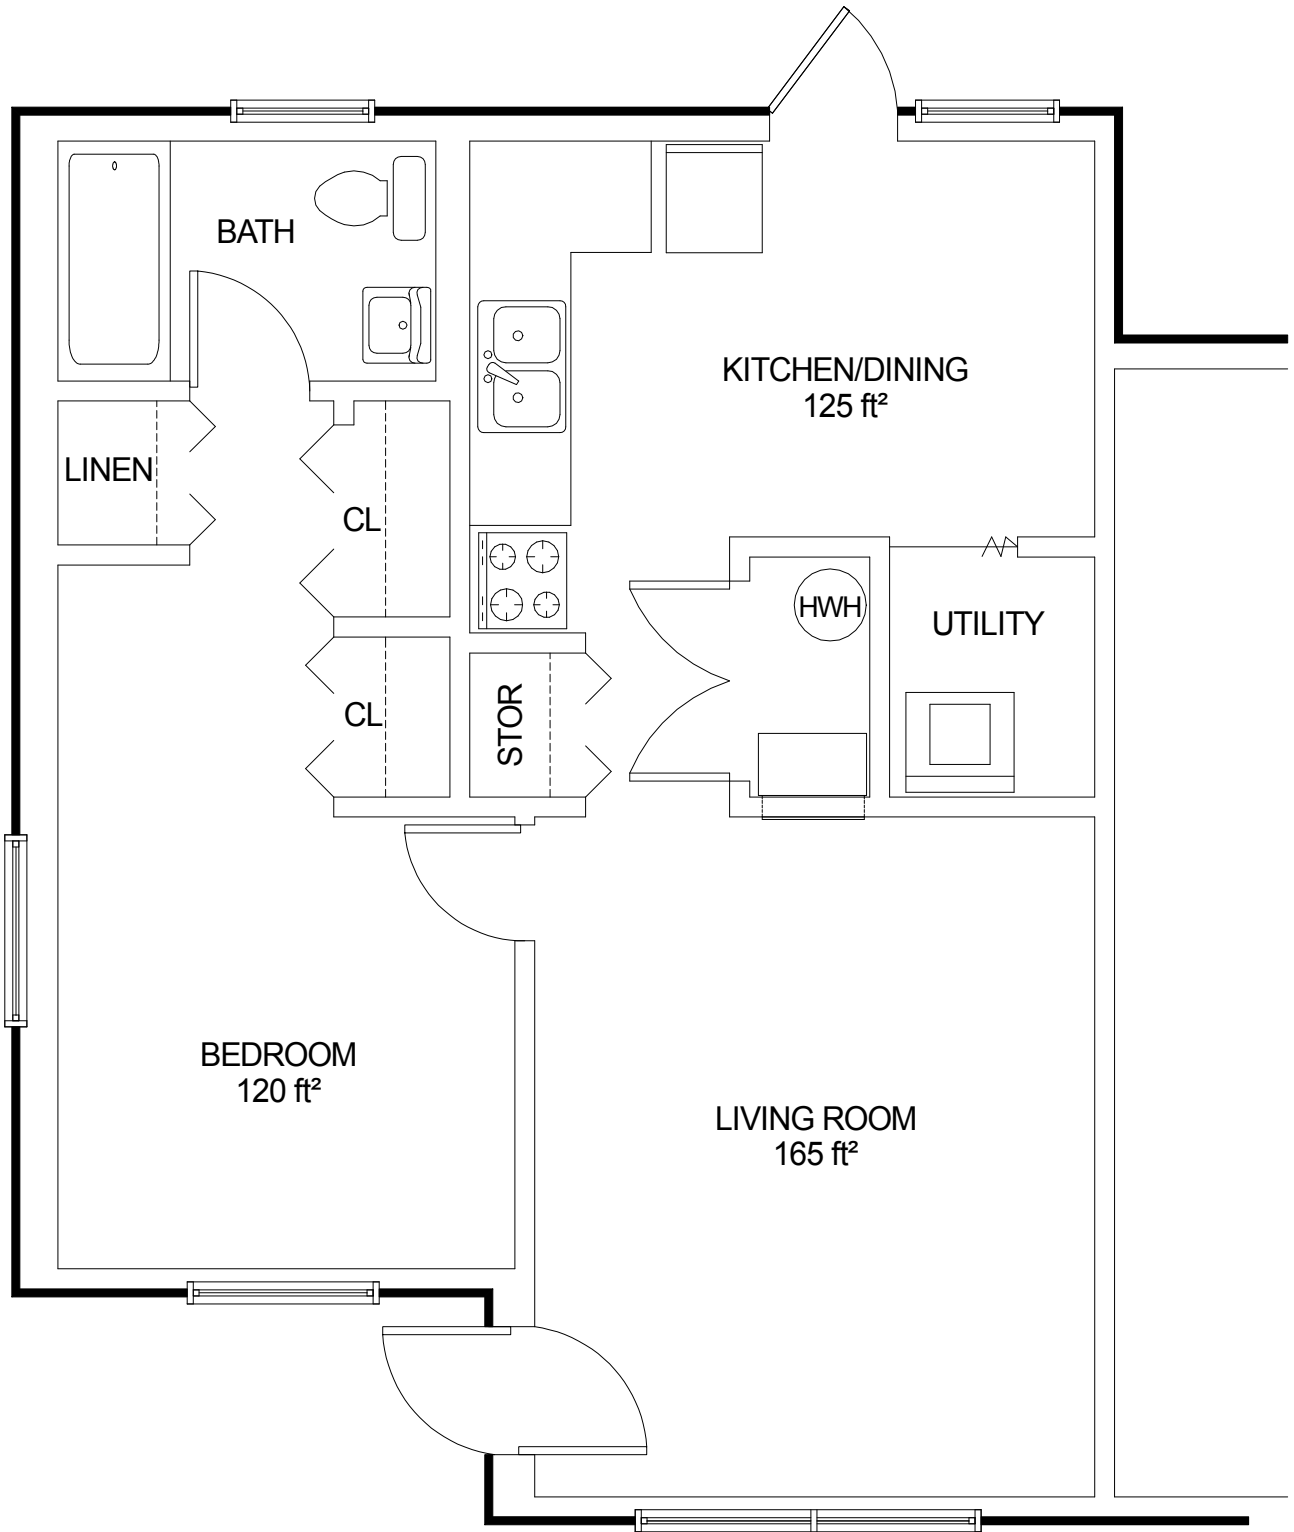 BATH
KITCHEN/DINING
125 ft²
LINEN
CL
HWH
UTILITY
CL
STOR
BEDROOM
120 ft²
LIVING ROOM
165 ft²